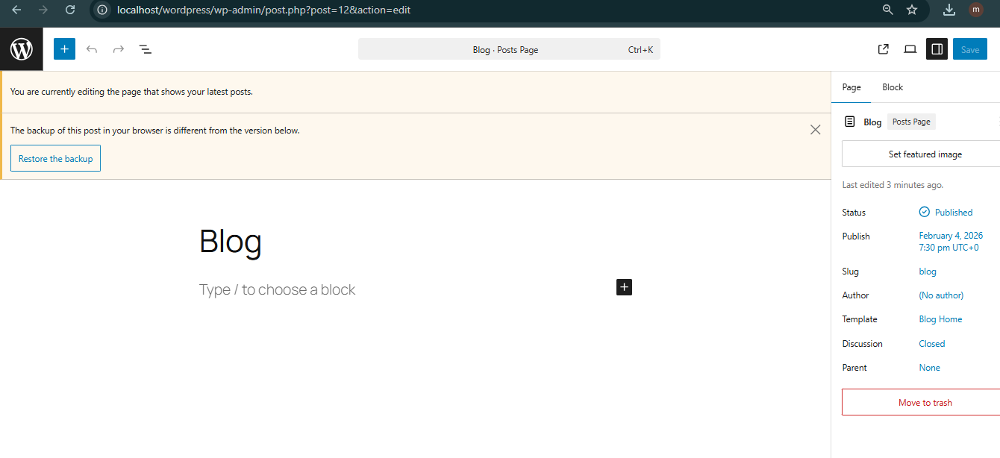 localhost/wordpress/wp-admin/post.php?post=12&action=edit
m
Blog · Posts Page Ctrl+K
Save
You are currently editing the page that shows your latest posts.
The backup of this post in your browser is different from the version below.
Restore the backup
Blog
Type / to choose a block
Page Block
Blog Posts Page
Set featured image
Last edited 3 minutes ago.
Status Published
Publish February 4, 2026
7:30 pm UTC+0
Slug blog
Author (No author)
Template Blog Home
Discussion Closed
Parent None
Move to trash